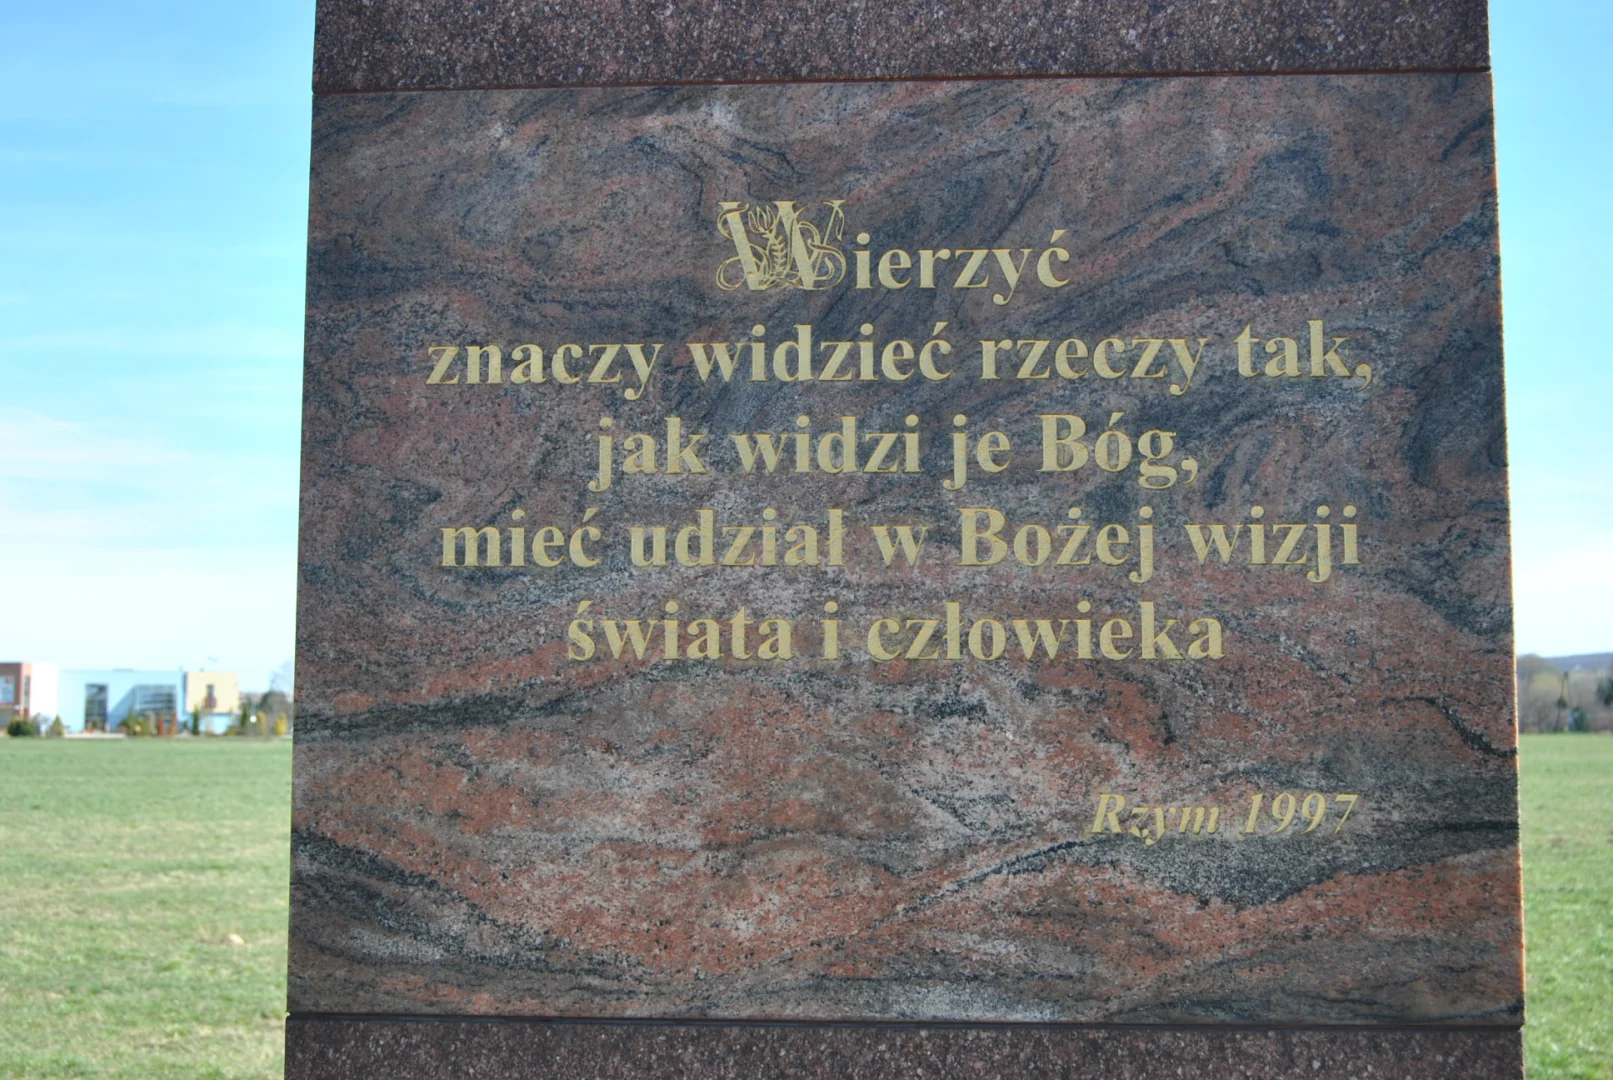 Wierzyć
znaczy widzieć rzeczy tak,
jak widzi je Bóg,
mieć udział w Bożej wizji
świata i człowieka
Rzym 1997